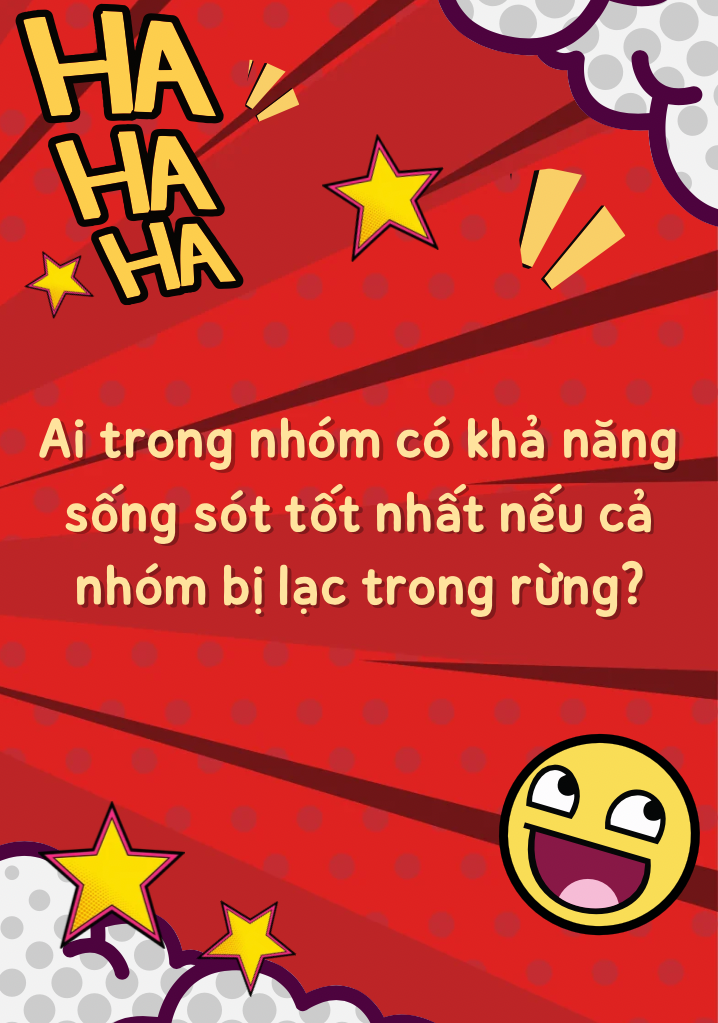 HA
HA
HA
Ai trong nhóm có khả năng
sống sót tốt nhất nếu cả
nhóm bị lạc trong rừng?